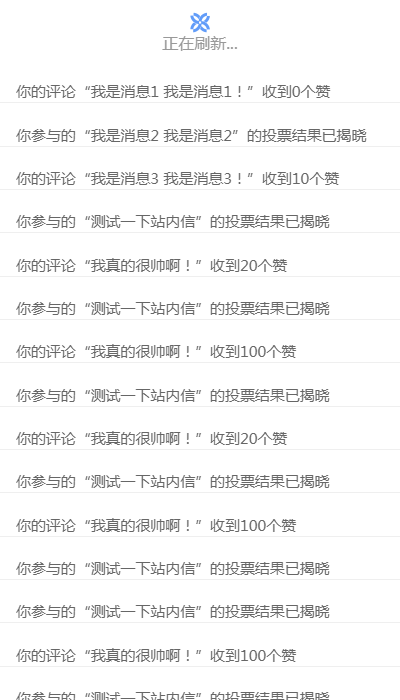 正在刷新...
你的评论“我是消息1 我是消息1！”收到0个赞
你参与的“我是消息2 我是消息2”的投票结果已揭晓
你的评论“我是消息3 我是消息3！”收到10个赞
你参与的“测试一下站内信”的投票结果已揭晓
你的评论“我真的很帅啊！”收到20个赞
你参与的“测试一下站内信”的投票结果已揭晓
你的评论“我真的很帅啊！”收到100个赞
你参与的“测试一下站内信”的投票结果已揭晓
你的评论“我真的很帅啊！”收到20个赞
你参与的“测试一下站内信”的投票结果已揭晓
你的评论“我真的很帅啊！”收到100个赞
你参与的“测试一下站内信”的投票结果已揭晓
你参与的“测试一下站内信”的投票结果已揭晓
你的评论“我真的很帅啊！”收到100个赞
你参与的“测试一下站内信”的投票结果已揭晓